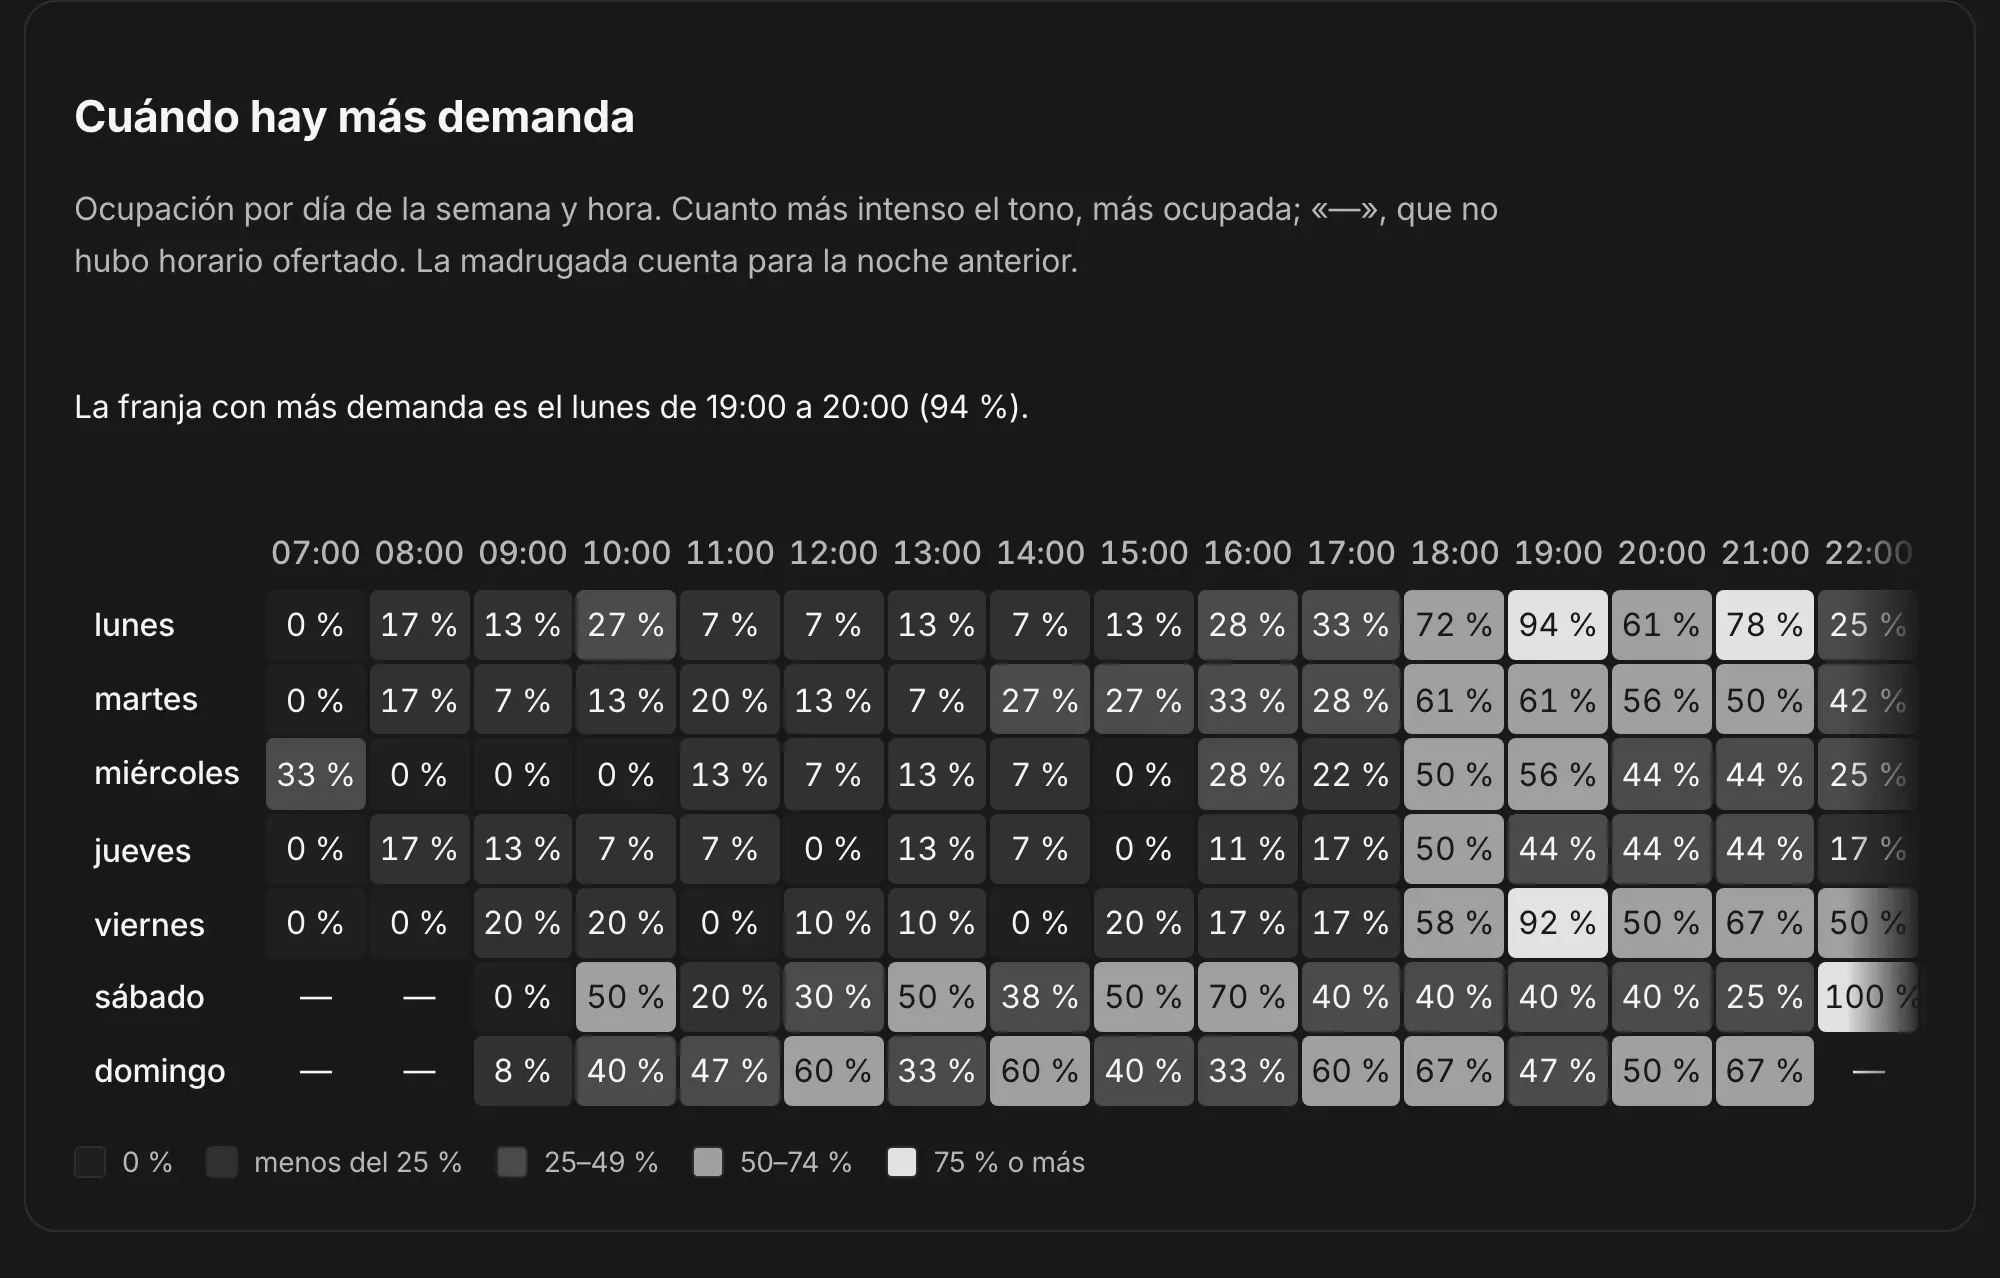 Cuándo hay más demanda
Ocupación por día de la semana y hora. Cuanto más intenso el tono, más ocupada; «—», que no
hubo horario ofertado. La madrugada cuenta para la noche anterior.
La franja con más demanda es el lunes de 19:00 a 20:00 (94 %).
07:00 08:00 09:00 10:00 11:00 12:00 13:00 14:00 15:00 16:00 17:00 18:00 19:00 20:00 21:00 22:00
lunes 0 % 17 % 13 % 27 % 7 % 7 % 13 % 7 % 13 % 28 % 33 % 72 % 94 % 61 % 78 % 25 %
martes 0 % 17 % 7 % 13 % 20 % 13 % 7 % 27 % 27 % 33 % 28 % 61 % 61 % 56 % 50 % 42 %
miércoles 33 % 0 % 0 % 0 % 13 % 7 % 13 % 7 % 0 % 28 % 22 % 50 % 56 % 44 % 44 % 25 %
jueves 0 % 17 % 13 % 7 % 7 % 0 % 13 % 7 % 0 % 11 % 17 % 50 % 44 % 44 % 44 % 17 %
viernes 0 % 0 % 20 % 20 % 0 % 10 % 10 % 0 % 20 % 17 % 17 % 58 % 92 % 50 % 67 % 50 %
sábado — — 0 % 50 % 20 % 30 % 50 % 38 % 50 % 70 % 40 % 40 % 40 % 40 % 25 % 100 %
domingo — — 8 % 40 % 47 % 60 % 33 % 60 % 40 % 33 % 60 % 67 % 47 % 50 % 67 % —
0 % menos del 25 % 25–49 % 50–74 % 75 % o más